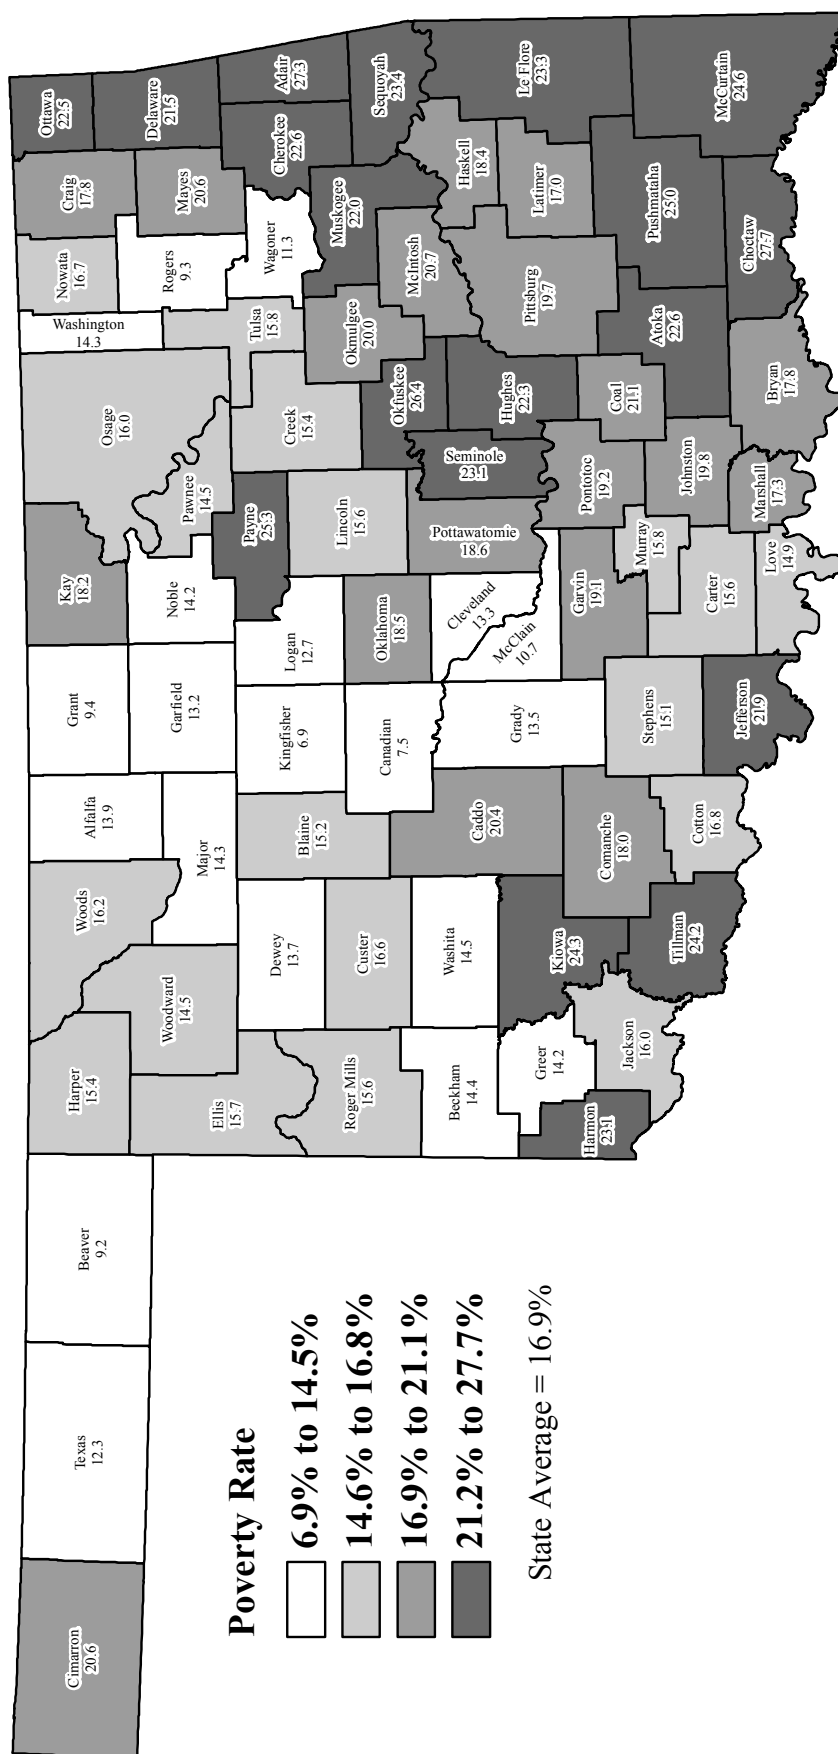 Cimarron
20.6
Texas
12.3
Beaver
9.2
Harper
15.4
Woods
16.2
Alfalfa
13.9
Grant
9.4
Kay
18.2
Osage
16.0
Washington
14.3
Nowata
16.7
Craig
17.8
Ottawa
22.5
Ellis
15.7
Woodward
14.5
Major
14.3
Garfield
13.2
Noble
14.2
Pawnee
14.5
Rogers
9.3
Mayes
20.6
Delaware
21.5
Roger Mills
15.6
Dewey
13.7
Blaine
15.2
Kingfisher
6.9
Logan
12.7
Payne
25.3
Creek
15.4
Tulsa
15.8
Wagoner
11.3
Cherokee
22.6
Adair
27.3
Custer
16.6
Canadian
7.5
Oklahoma
18.5
Lincoln
15.6
Okfuskee
26.4
Okmulgee
20.0
Muskogee
22.0
Sequoyah
23.4
Beckham
14.4
Washita
14.5
Caddo
20.4
Grady
13.5
Cleveland
13.3
McClain
10.7
Pottawatomie
18.6
Seminole
23.1
Hughes
22.3
McIntosh
20.7
Haskell
18.4
Le Flore
23.3
Harmon
23.1
Greer
14.2
Kiowa
24.3
Comanche
18.0
Garvin
19.1
Pontotoc
19.2
Coal
21.1
Pittsburg
19.7
Latimer
17.0
Jackson
16.0
Tillman
24.2
Cotton
16.8
Stephens
15.1
Murray
15.8
Carter
15.6
Johnston
19.8
Atoka
22.6
Pushmataha
25.0
McCurtain
24.6
Jefferson
21.9
Love
14.9
Marshall
17.3
Bryan
17.8
Choctaw
27.7
Poverty Rate
6.9% to 14.5%
14.6% to 16.8%
16.9% to 21.1%
21.2% to 27.7%
State Average = 16.9%